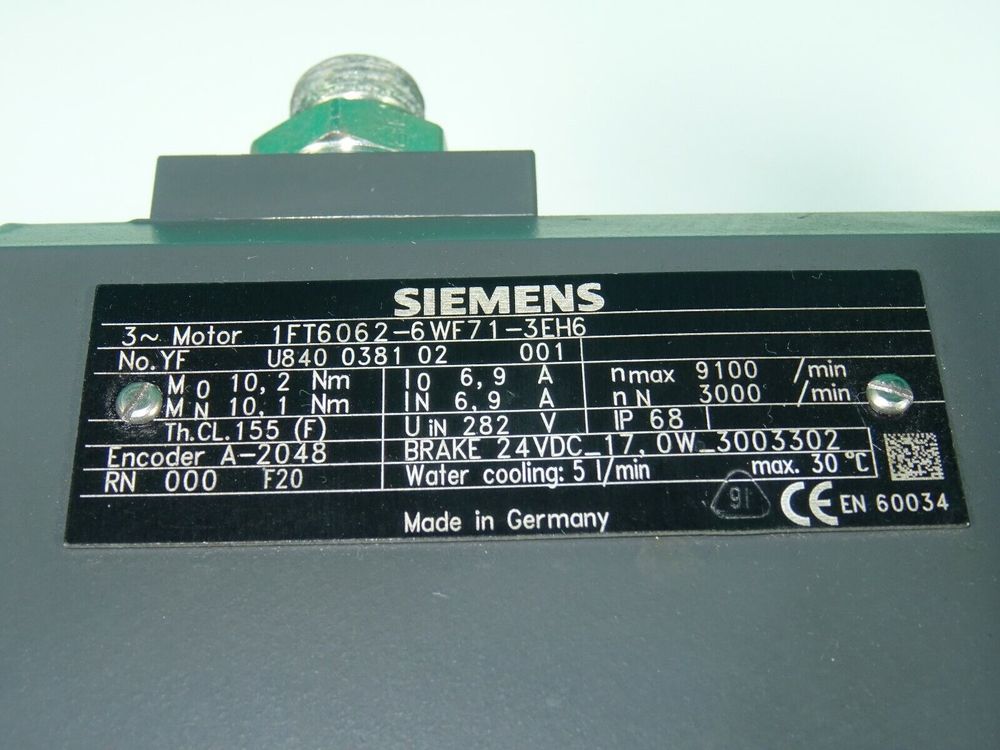 SIEMENS
3~ Motor 1FT6062-6WF71-3EH6
No. YF U840 0381 02 001
M0 10,2 Nm I0 6,9 A nmax 9100 /min
MN 10,1 Nm IN 6,9 A nN 3000 /min
Th.CL.155 (F) UiN 282 V IP 68
Encoder A-2048 BRAKE 24VDC_17,0W_3003302
RN 000 F20 Water cooling: 5 l/min max. 30 °C
91 CE EN 60034
Made in Germany